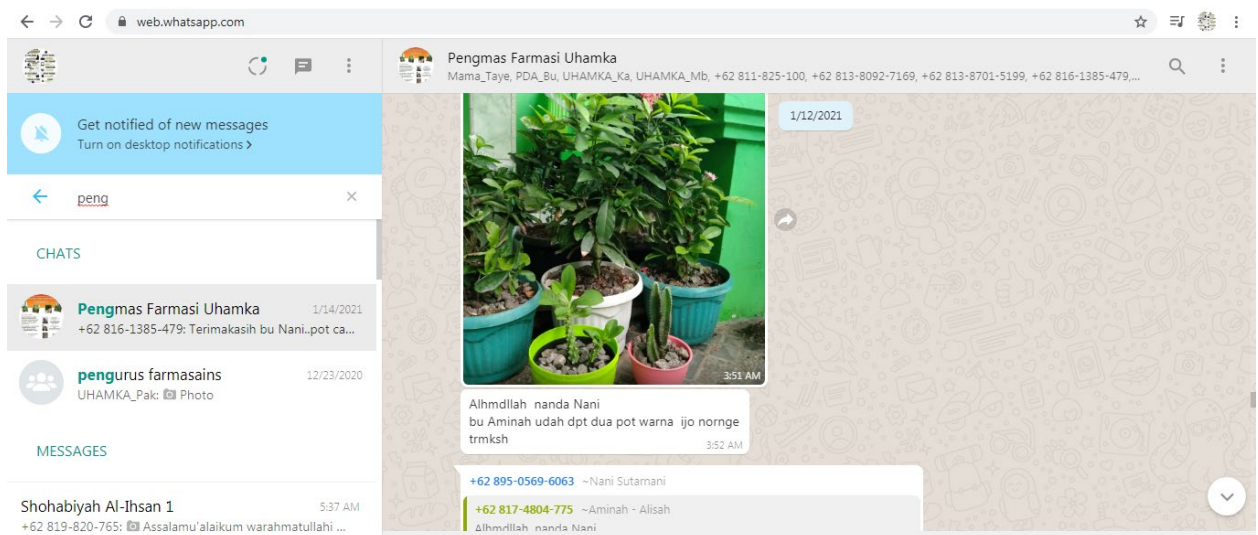 web.whatsapp.com
Pengmas Farmasi Uhamka
Mama_Taye, PDA_Bu, UHAMKA_Ka, UHAMKA_Mb, +62 811-825-100, +62 813-8092-7169, +62 813-8701-5199, +62 816-1385-479,...
Get notified of new messages
Turn on desktop notifications >
peng
CHATS
Pengmas Farmasi Uhamka
1/14/2021
+62 816-1385-479: Terimakasih bu Nani..pot ca...
pengurus farmasains
12/23/2020
UHAMKA_Pak: Photo
MESSAGES
Shohabiyah Al-Ihsan 1
5:37 AM
+62 819-820-765: Assalamu'alaikum warahmatullahi ...
1/12/2021
3:51 AM
Alhmdllah nanda Nani
bu Aminah udah dpt dua pot warna ijo nornge
trmksh
3:52 AM
+62 895-0569-6063 ~Nani Sutarnani
+62 817-4804-775 ~Aminah - Alisah
Alhmdllah nanda Nani